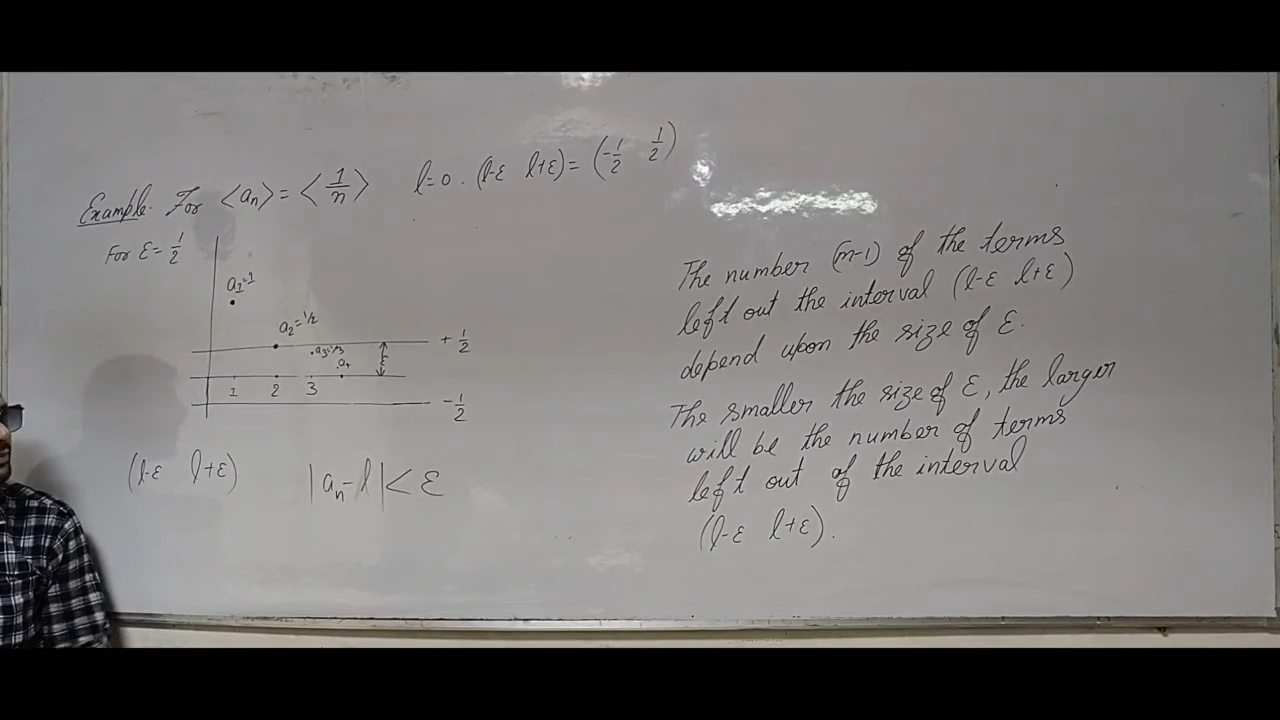 Example. For <aₙ> = <1/n> l=0. (l-ε l+ε) = (-1/2 1/2)
For ε = 1/2
a₁=1
a₂=1/2
+ 1/2
a₃=1/3
a₄
ε
1 2 3
-1/2
(l-ε l+ε) |aₙ-l| < ε
The number (m-1) of the terms
left out the interval (l-ε l+ε)
depend upon the size of ε.
The smaller the size of ε, the larger
will be the number of terms
left out of the interval
(l-ε l+ε).